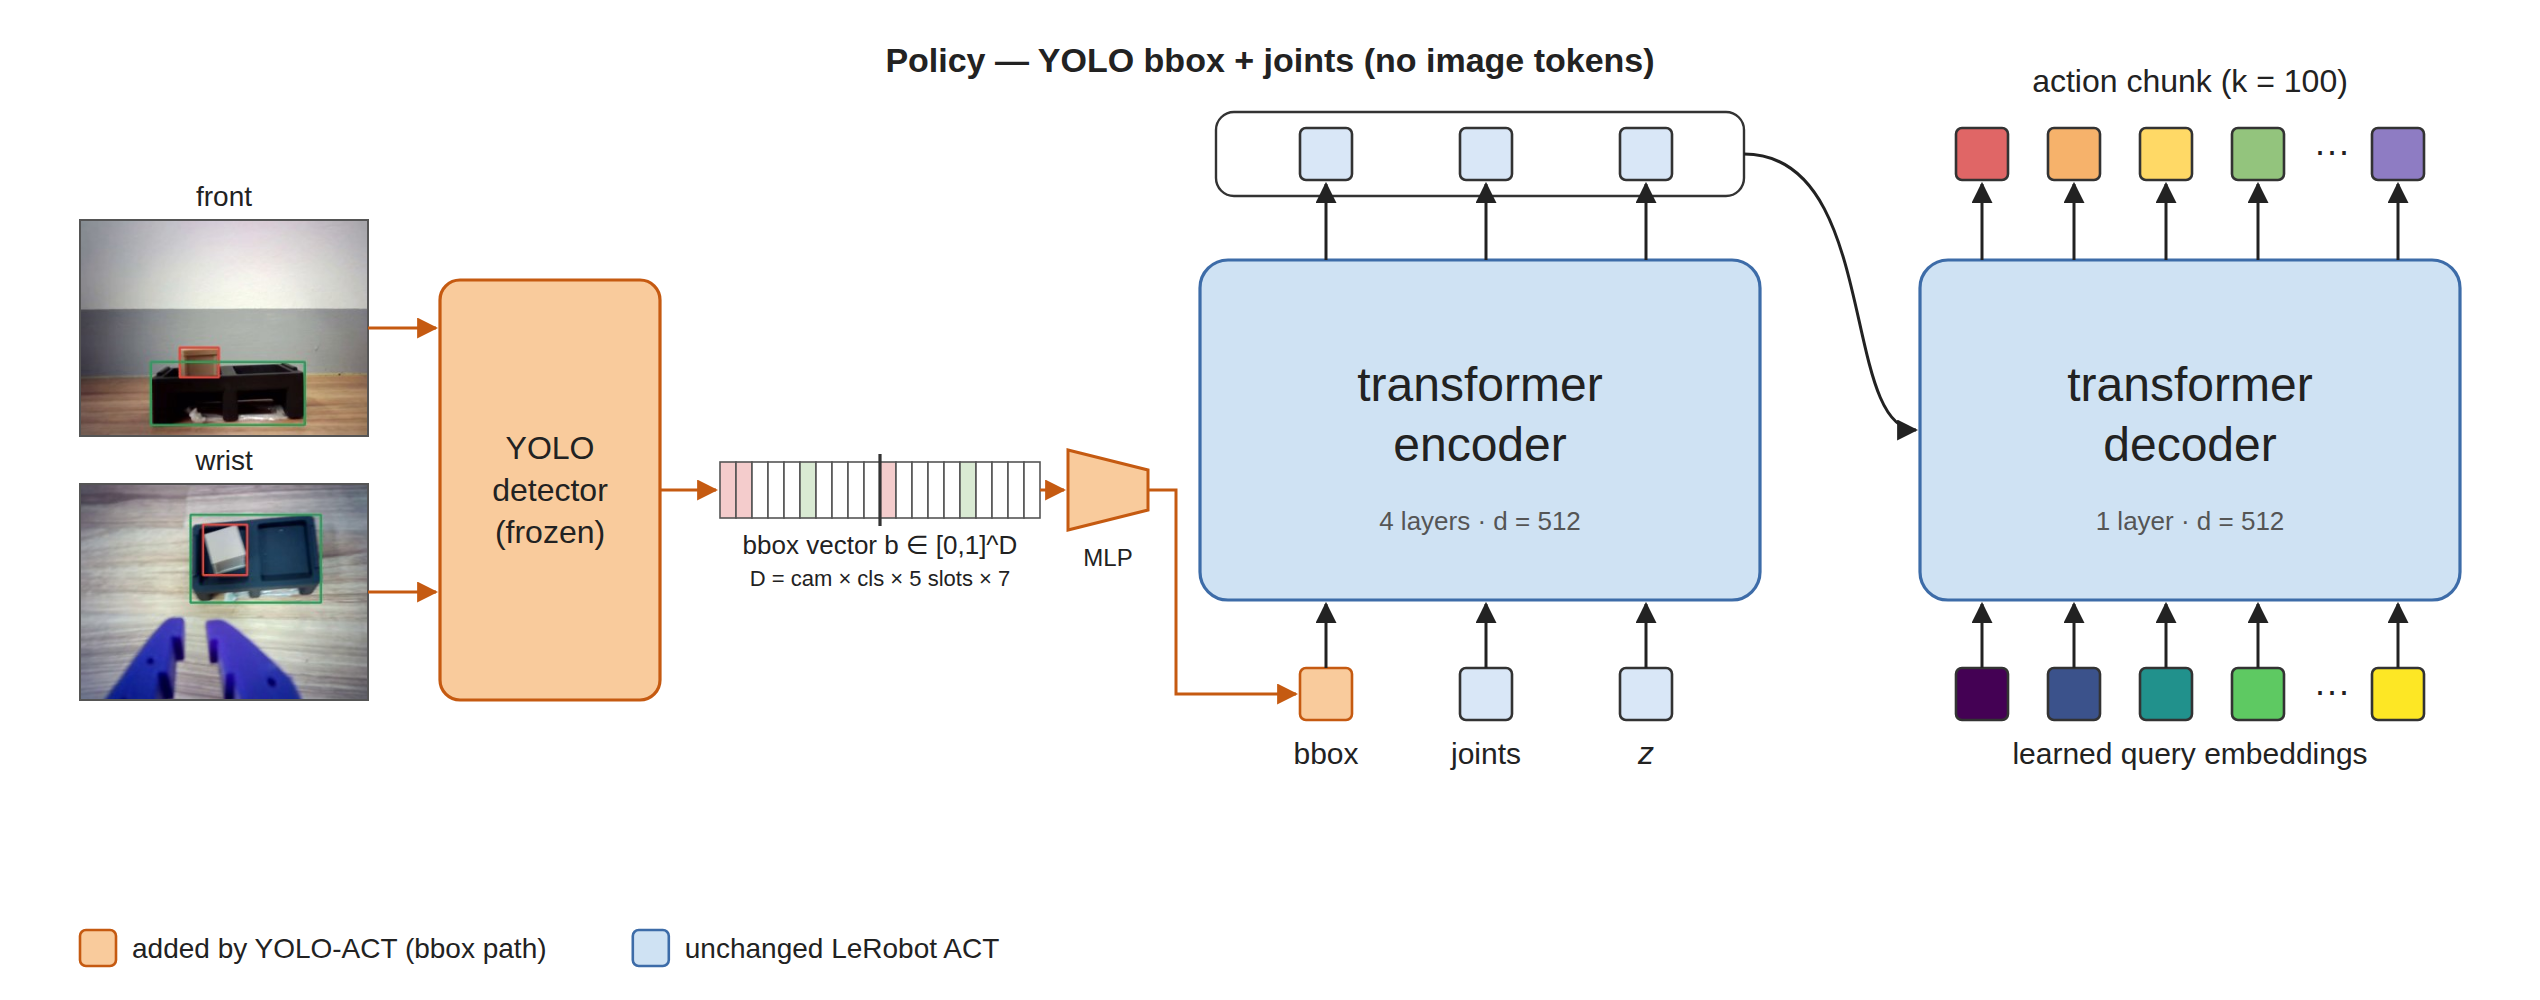 Policy — YOLO bbox + joints (no image tokens)
action chunk (k = 100)
...
front
wrist
YOLO
detector
(frozen)
bbox vector b ∈ [0,1]^D
D = cam × cls × 5 slots × 7
MLP
transformer
encoder
4 layers · d = 512
transformer
decoder
1 layer · d = 512
...
bbox
joints
z
learned query embeddings
added by YOLO-ACT (bbox path)
unchanged LeRobot ACT